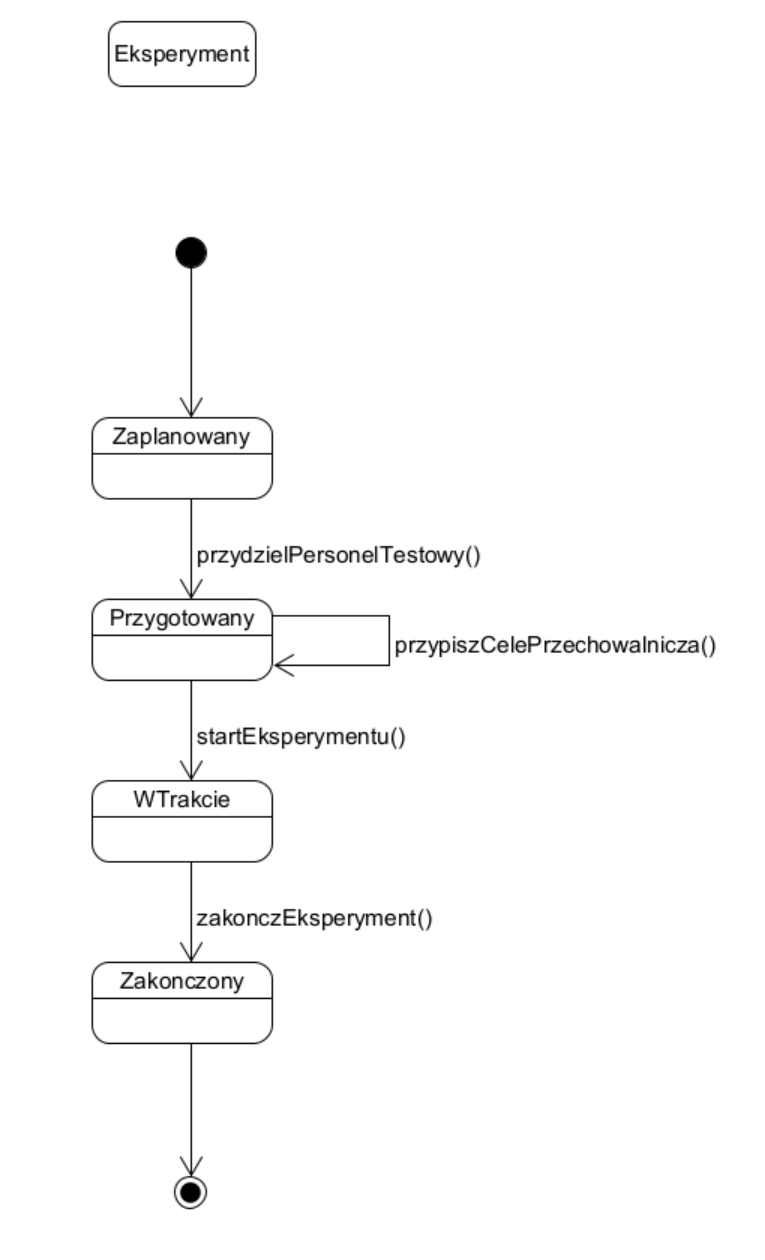 Eksperyment
Zaplanowany
przydzielPersonelTestowy()
Przygotowany
przypiszCelePrzechowalnicza()
startEksperymentu()
WTrakcie
zakonczEksperyment()
Zakonczony